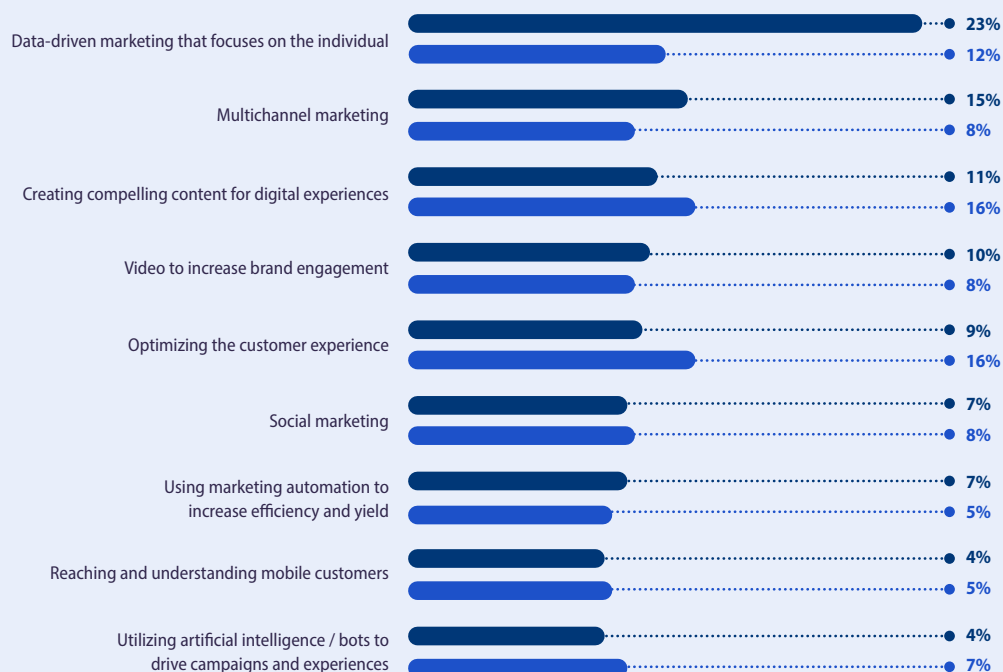 Data-driven marketing that focuses on the individual
23%
12%
Multichannel marketing
15%
8%
Creating compelling content for digital experiences
11%
16%
Video to increase brand engagement
10%
8%
Optimizing the customer experience
9%
16%
Social marketing
7%
8%
Using marketing automation to
increase efficiency and yield
7%
5%
Reaching and understanding mobile customers
4%
5%
Utilizing artificial intelligence / bots to
drive campaigns and experiences
4%
7%